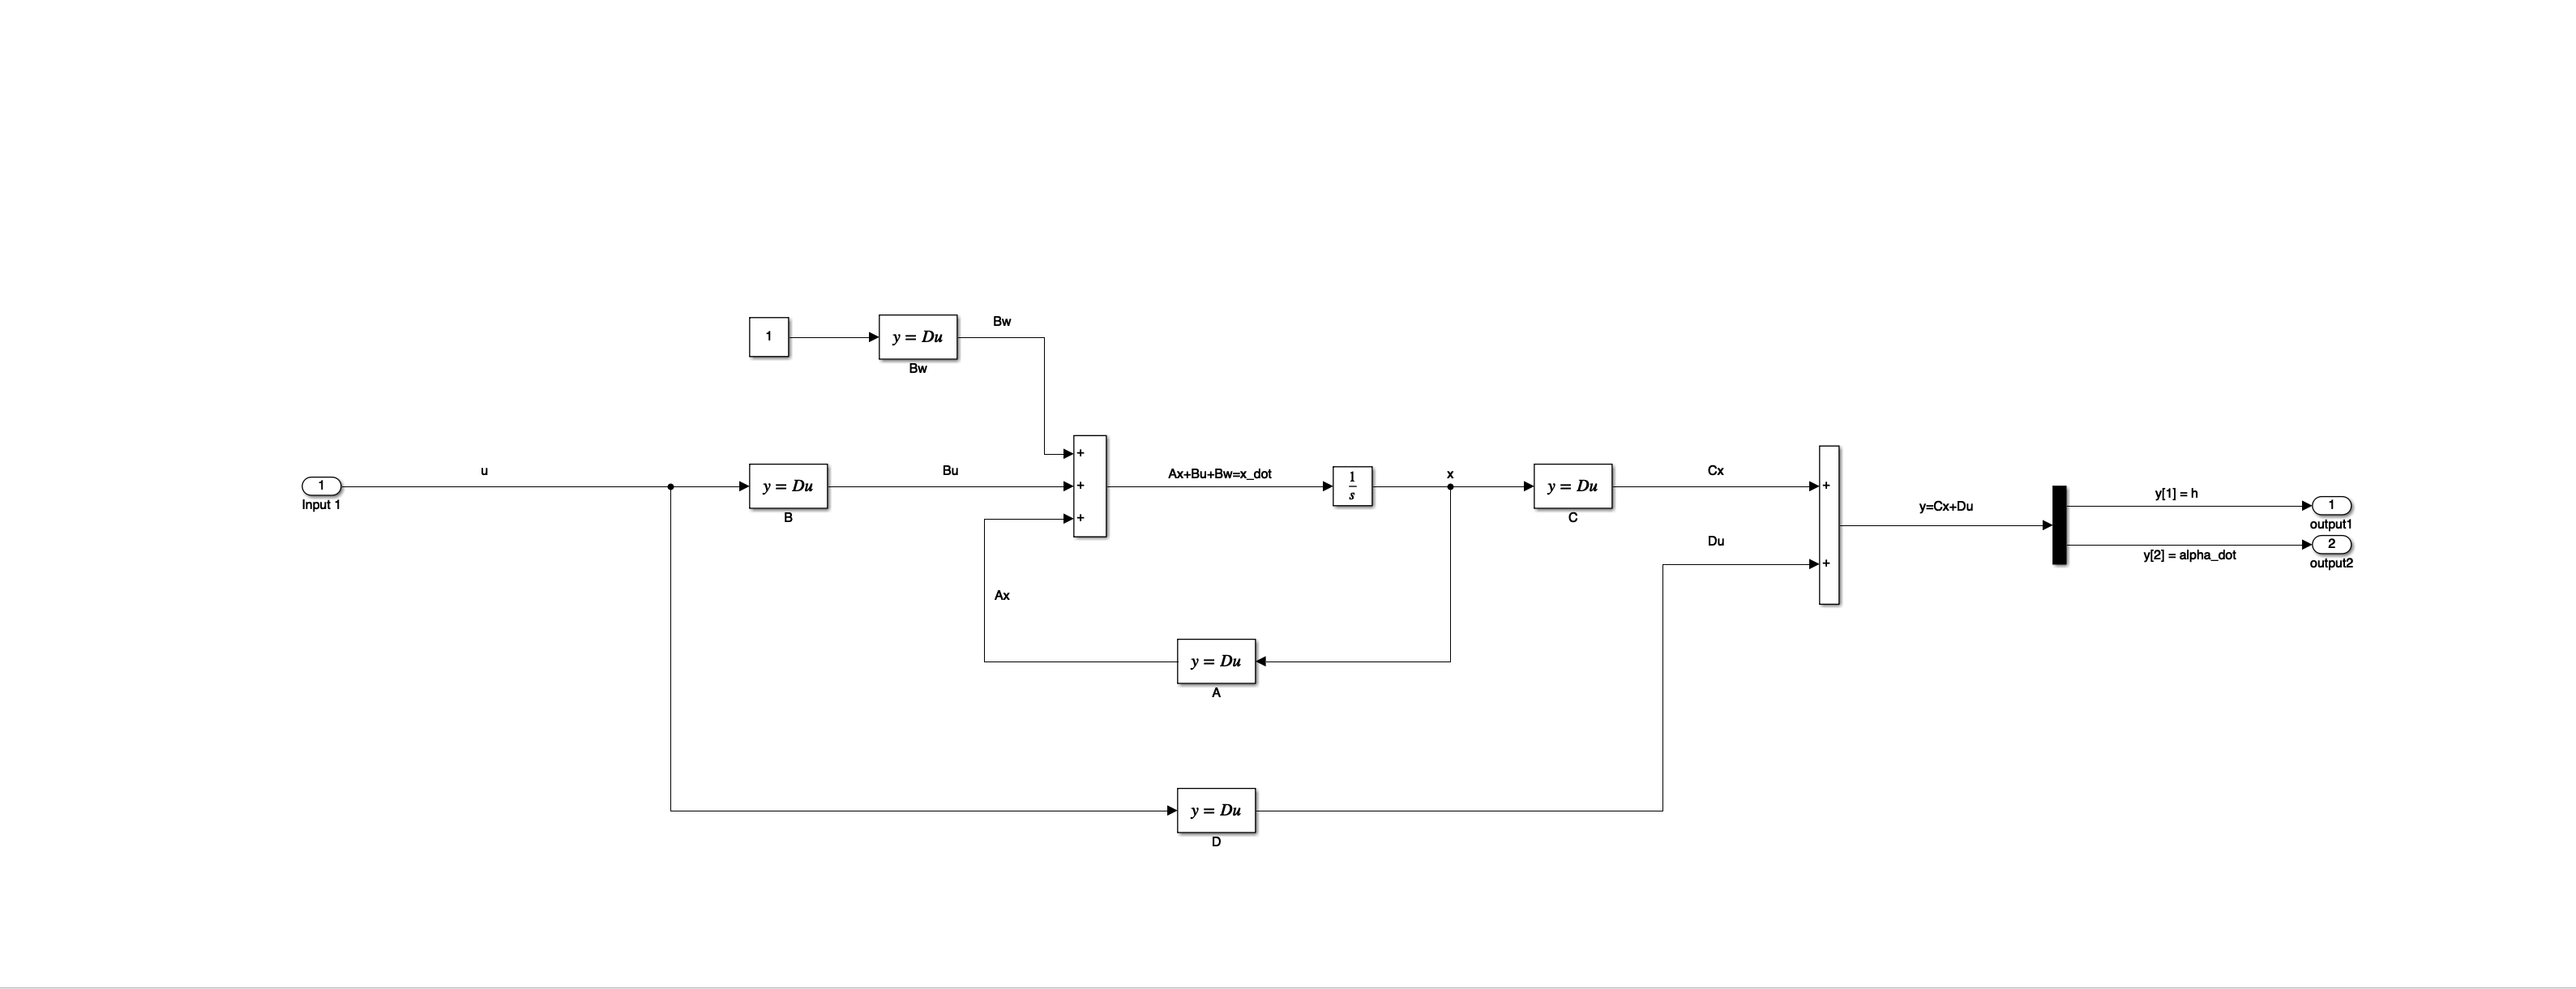 Bw
1
y = Du
Bw
u
Bu
Ax+Bu+Bw=x_dot
x
Cx
1
Input 1
y = Du
B
+
+
+
1
s
y = Du
C
+
y[1] = h
y=Cx+Du
1
output1
Du
+
2
y[2] = alpha_dot
output2
Ax
y = Du
A
y = Du
D